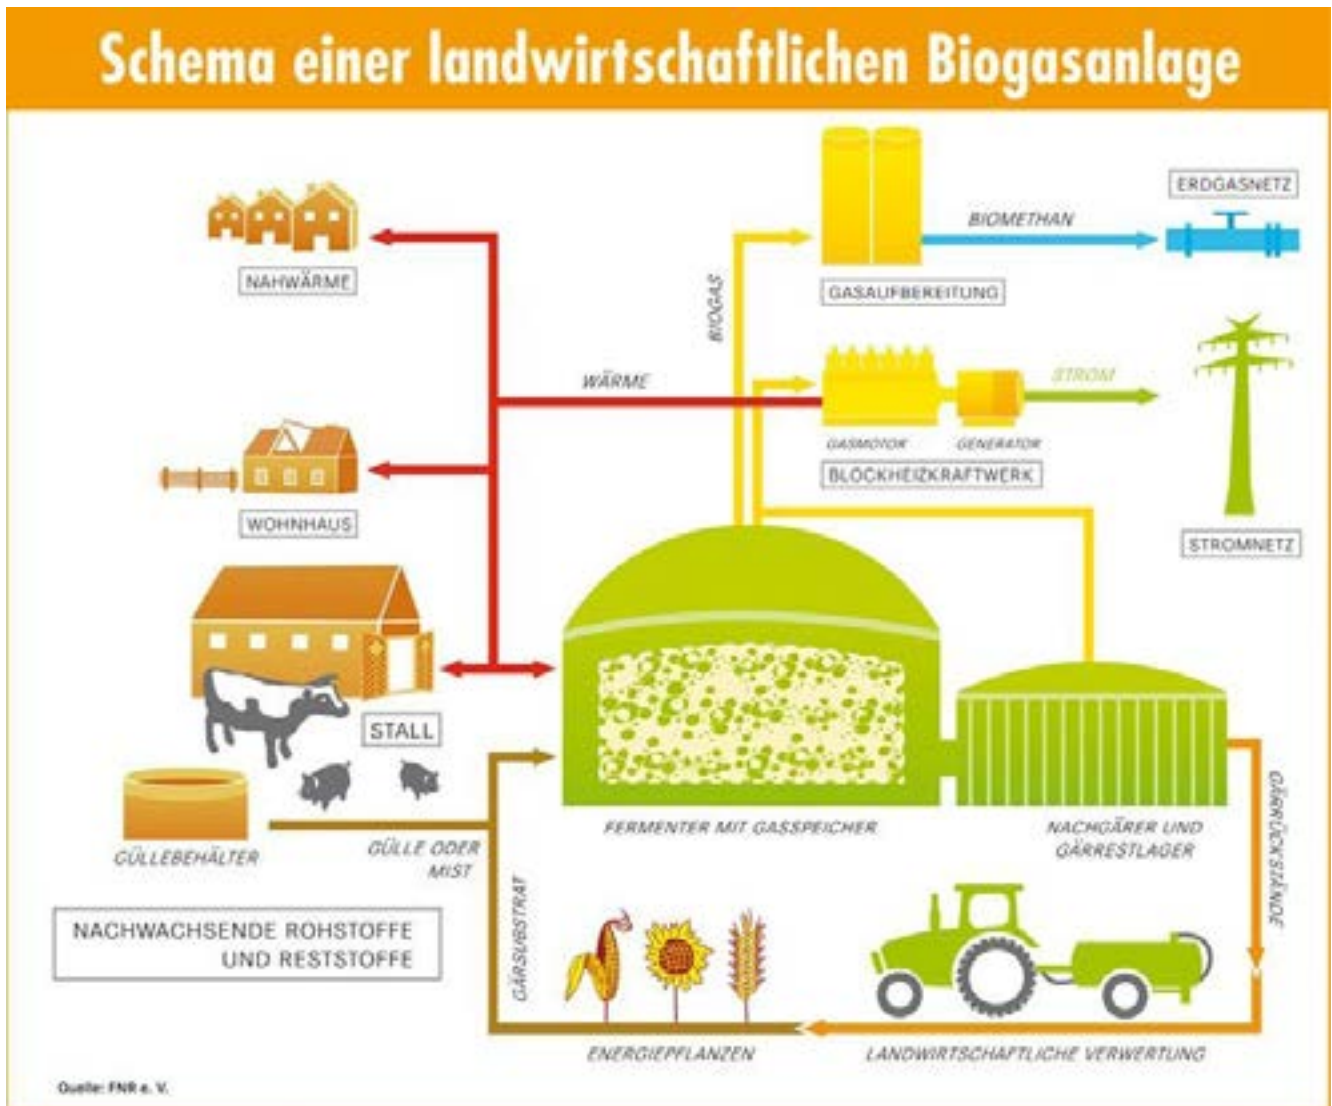 Schema einer landwirtschaftlichen Biogasanlage
ERDGASNETZ
BIOMETHAN
NAHWÄRME
BIOGAS
GASAUFBEREITUNG
WÄRME
STROM
GASMOTOR
GENERATOR
BLOCKHEIZKRAFTWERK
WOHNHAUS
STROMNETZ
STALL
FERMENTER MIT GASSPEICHER
NACHGÄRER UND
GÄRRESTLAGER
GÄRRÜCKSTÄNDE
GÜLLEBEHÄLTER
GÜLLE ODER
MIST
GÄRSUBSTRAT
NACHWACHSENDE ROHSTOFFE
UND RESTSTOFFE
ENERGIEPFLANZEN
LANDWIRTSCHAFTLICHE VERWERTUNG
Quelle: FNR e. V.